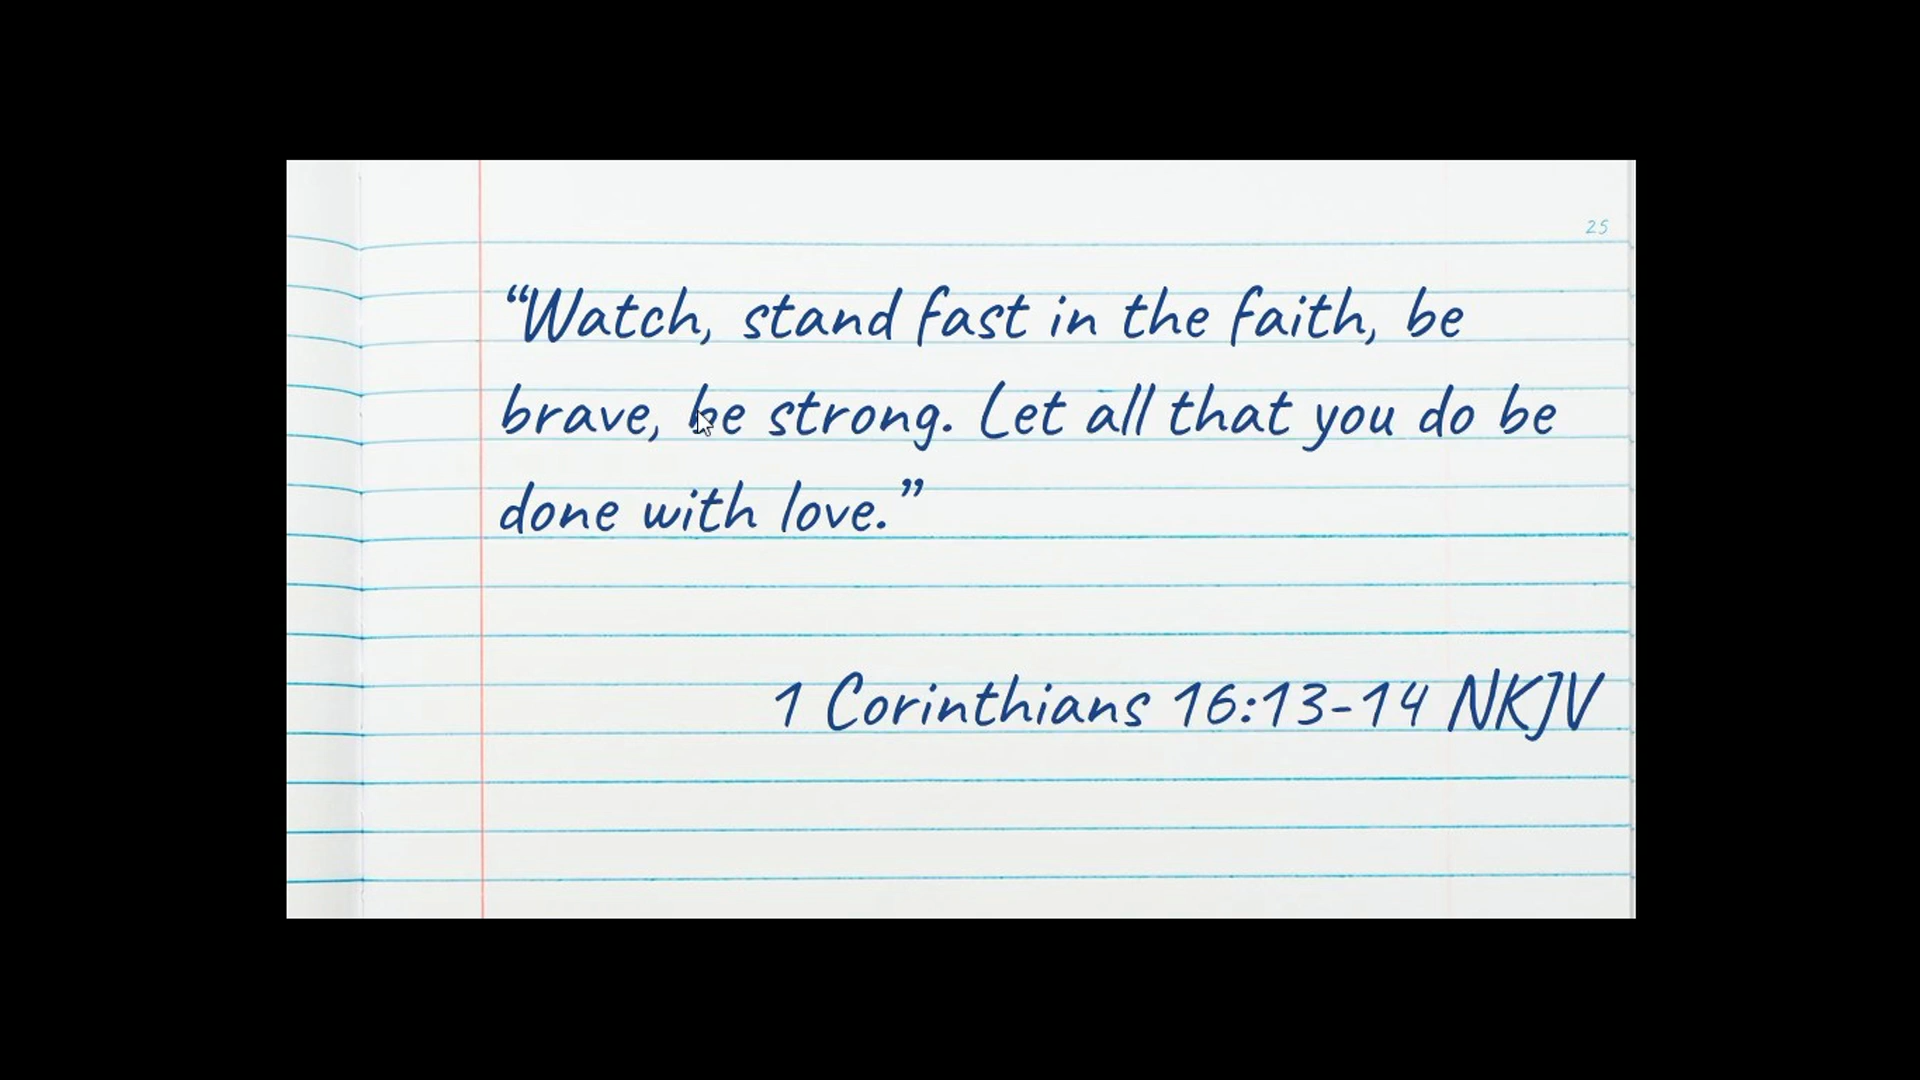 25
“Watch, stand fast in the faith, be
brave, be strong. Let all that you do be
done with love.”
1 Corinthians 16:13-14 NKJV